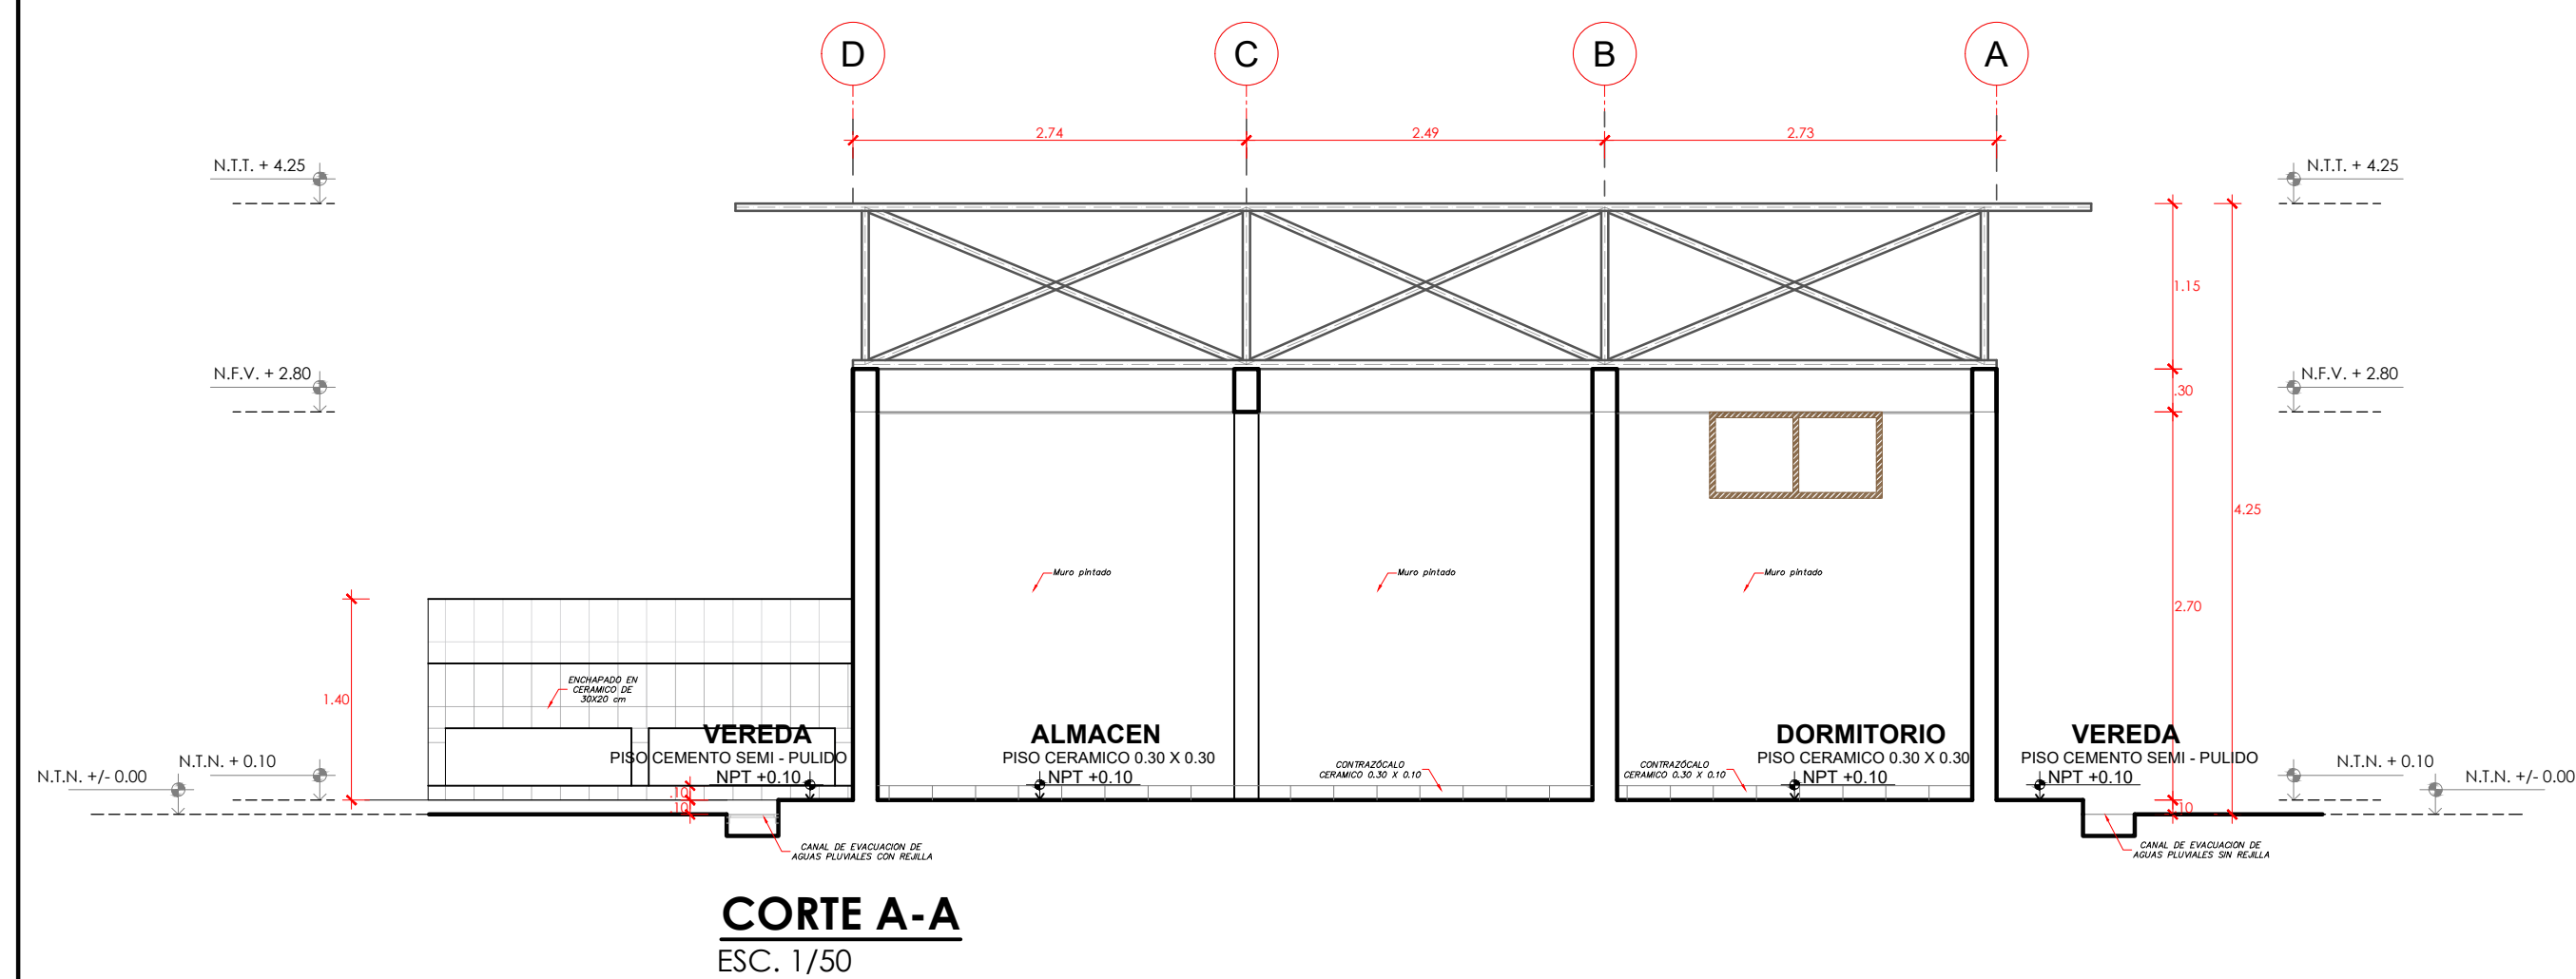 D
C
B
A
2.74
2.49
2.73
N.T.T. + 4.25
N.T.T. + 4.25
1.15
N.F.V. + 2.80
N.F.V. + 2.80
.30
4.25
Muro pintado
Muro pintado
Muro pintado
2.70
ENCHAPADO EN
CERAMICO DE
30X20 cm
1.40
VEREDA
PISO CEMENTO SEMI - PULIDO
NPT +0.10
ALMACEN
PISO CERAMICO 0.30 X 0.30
NPT +0.10
CONTRAZÓCALO
CERAMICO 0.30 X 0.10
CONTRAZÓCALO
CERAMICO 0.30 X 0.10
DORMITORIO
PISO CERAMICO 0.30 X 0.30
NPT +0.10
VEREDA
PISO CEMENTO SEMI - PULIDO
NPT +0.10
N.T.N. +/- 0.00
N.T.N. + 0.10
N.T.N. + 0.10
N.T.N. +/- 0.00
.10
.10
.10
CANAL DE EVACUACION DE
AGUAS PLUVIALES CON REJILLA
CANAL DE EVACUACION DE
AGUAS PLUVIALES SIN REJILLA
CORTE A-A
ESC. 1/50